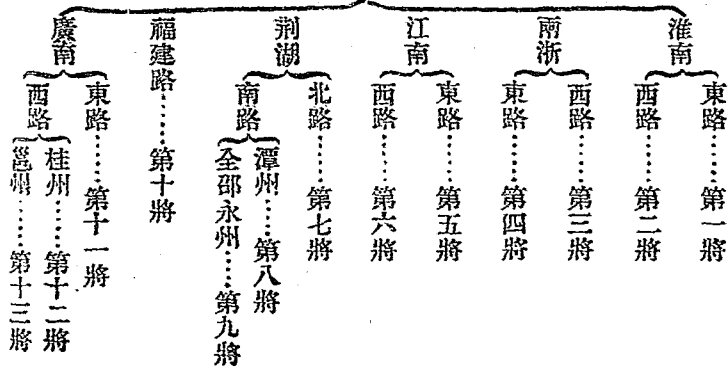 淮南
東路……第一將
西路……第二將
兩浙
西路……第三將
東路……第四將
江南
東路……第五將
西路……第六將
荆湖
北路……第七將
南路
潭州……第八將
全邵永州……第九將
福建路……第十將
廣南
東路……第十一將
西路
桂州……第十二將
邕州……第十三將